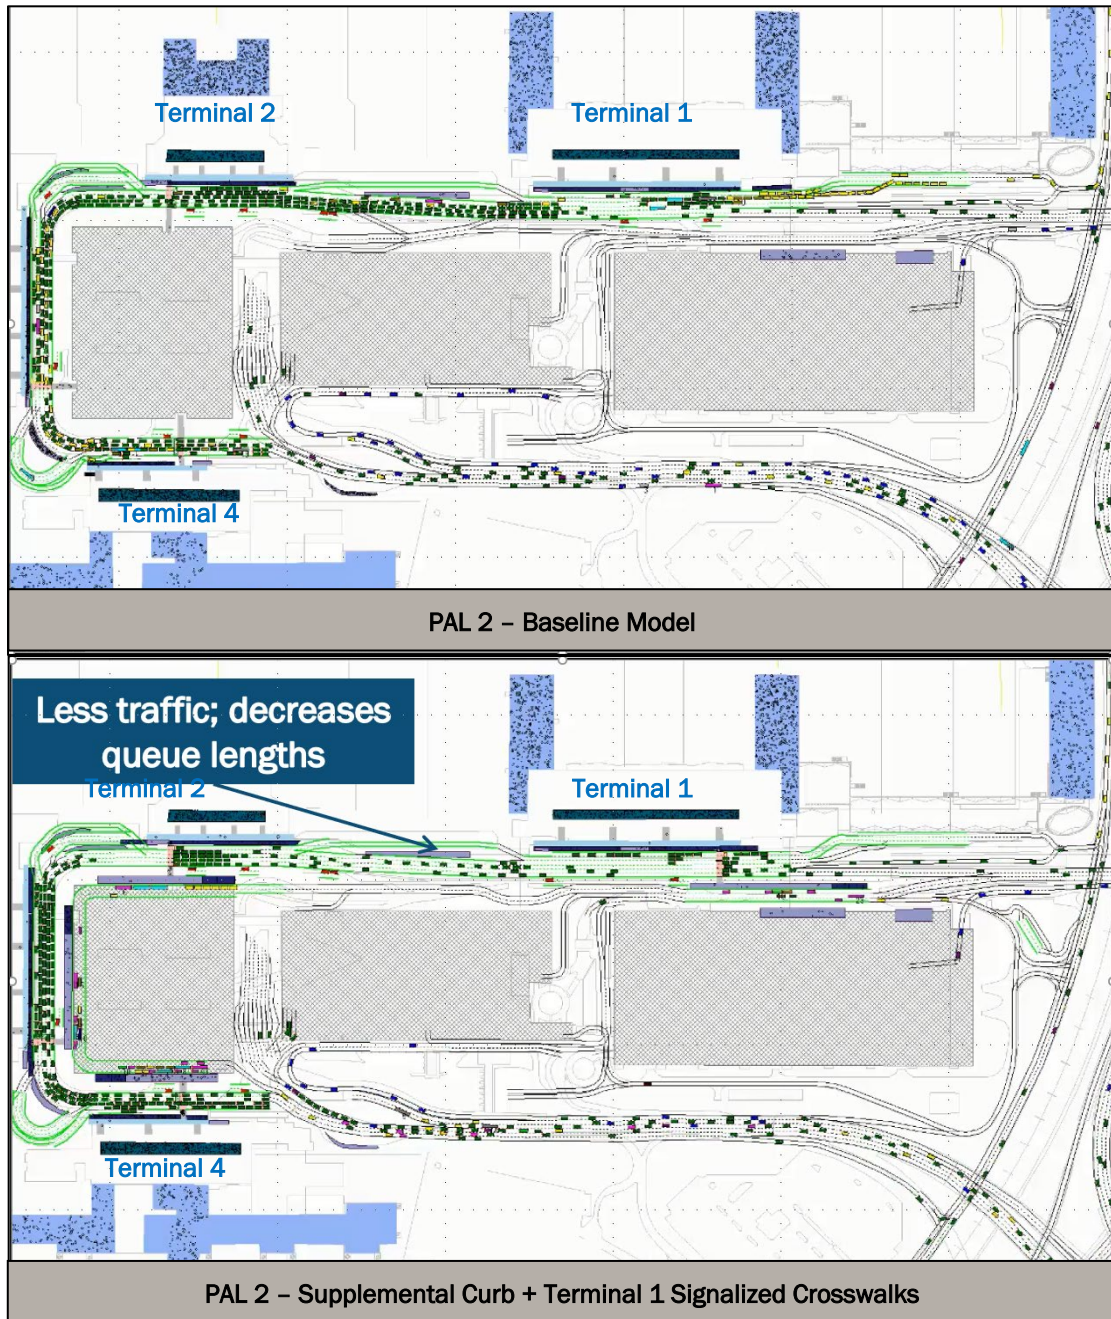 Terminal 2
Terminal 1
Terminal 4
PAL 2 – Baseline Model
Less traffic; decreases
queue lengths
Terminal 2
Terminal 1
Terminal 4
PAL 2 – Supplemental Curb + Terminal 1 Signalized Crosswalks